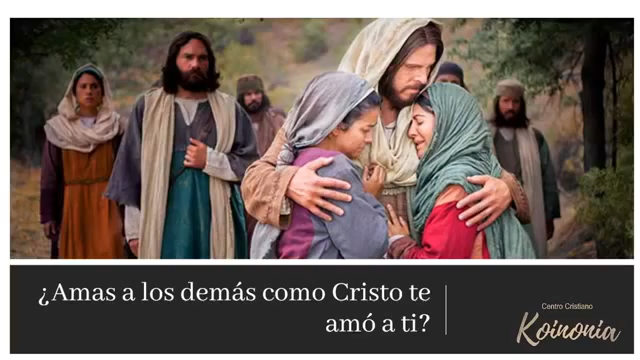 ¿Amas a los demás como Cristo te
amó a ti?
Centro Cristiano
Koinonia